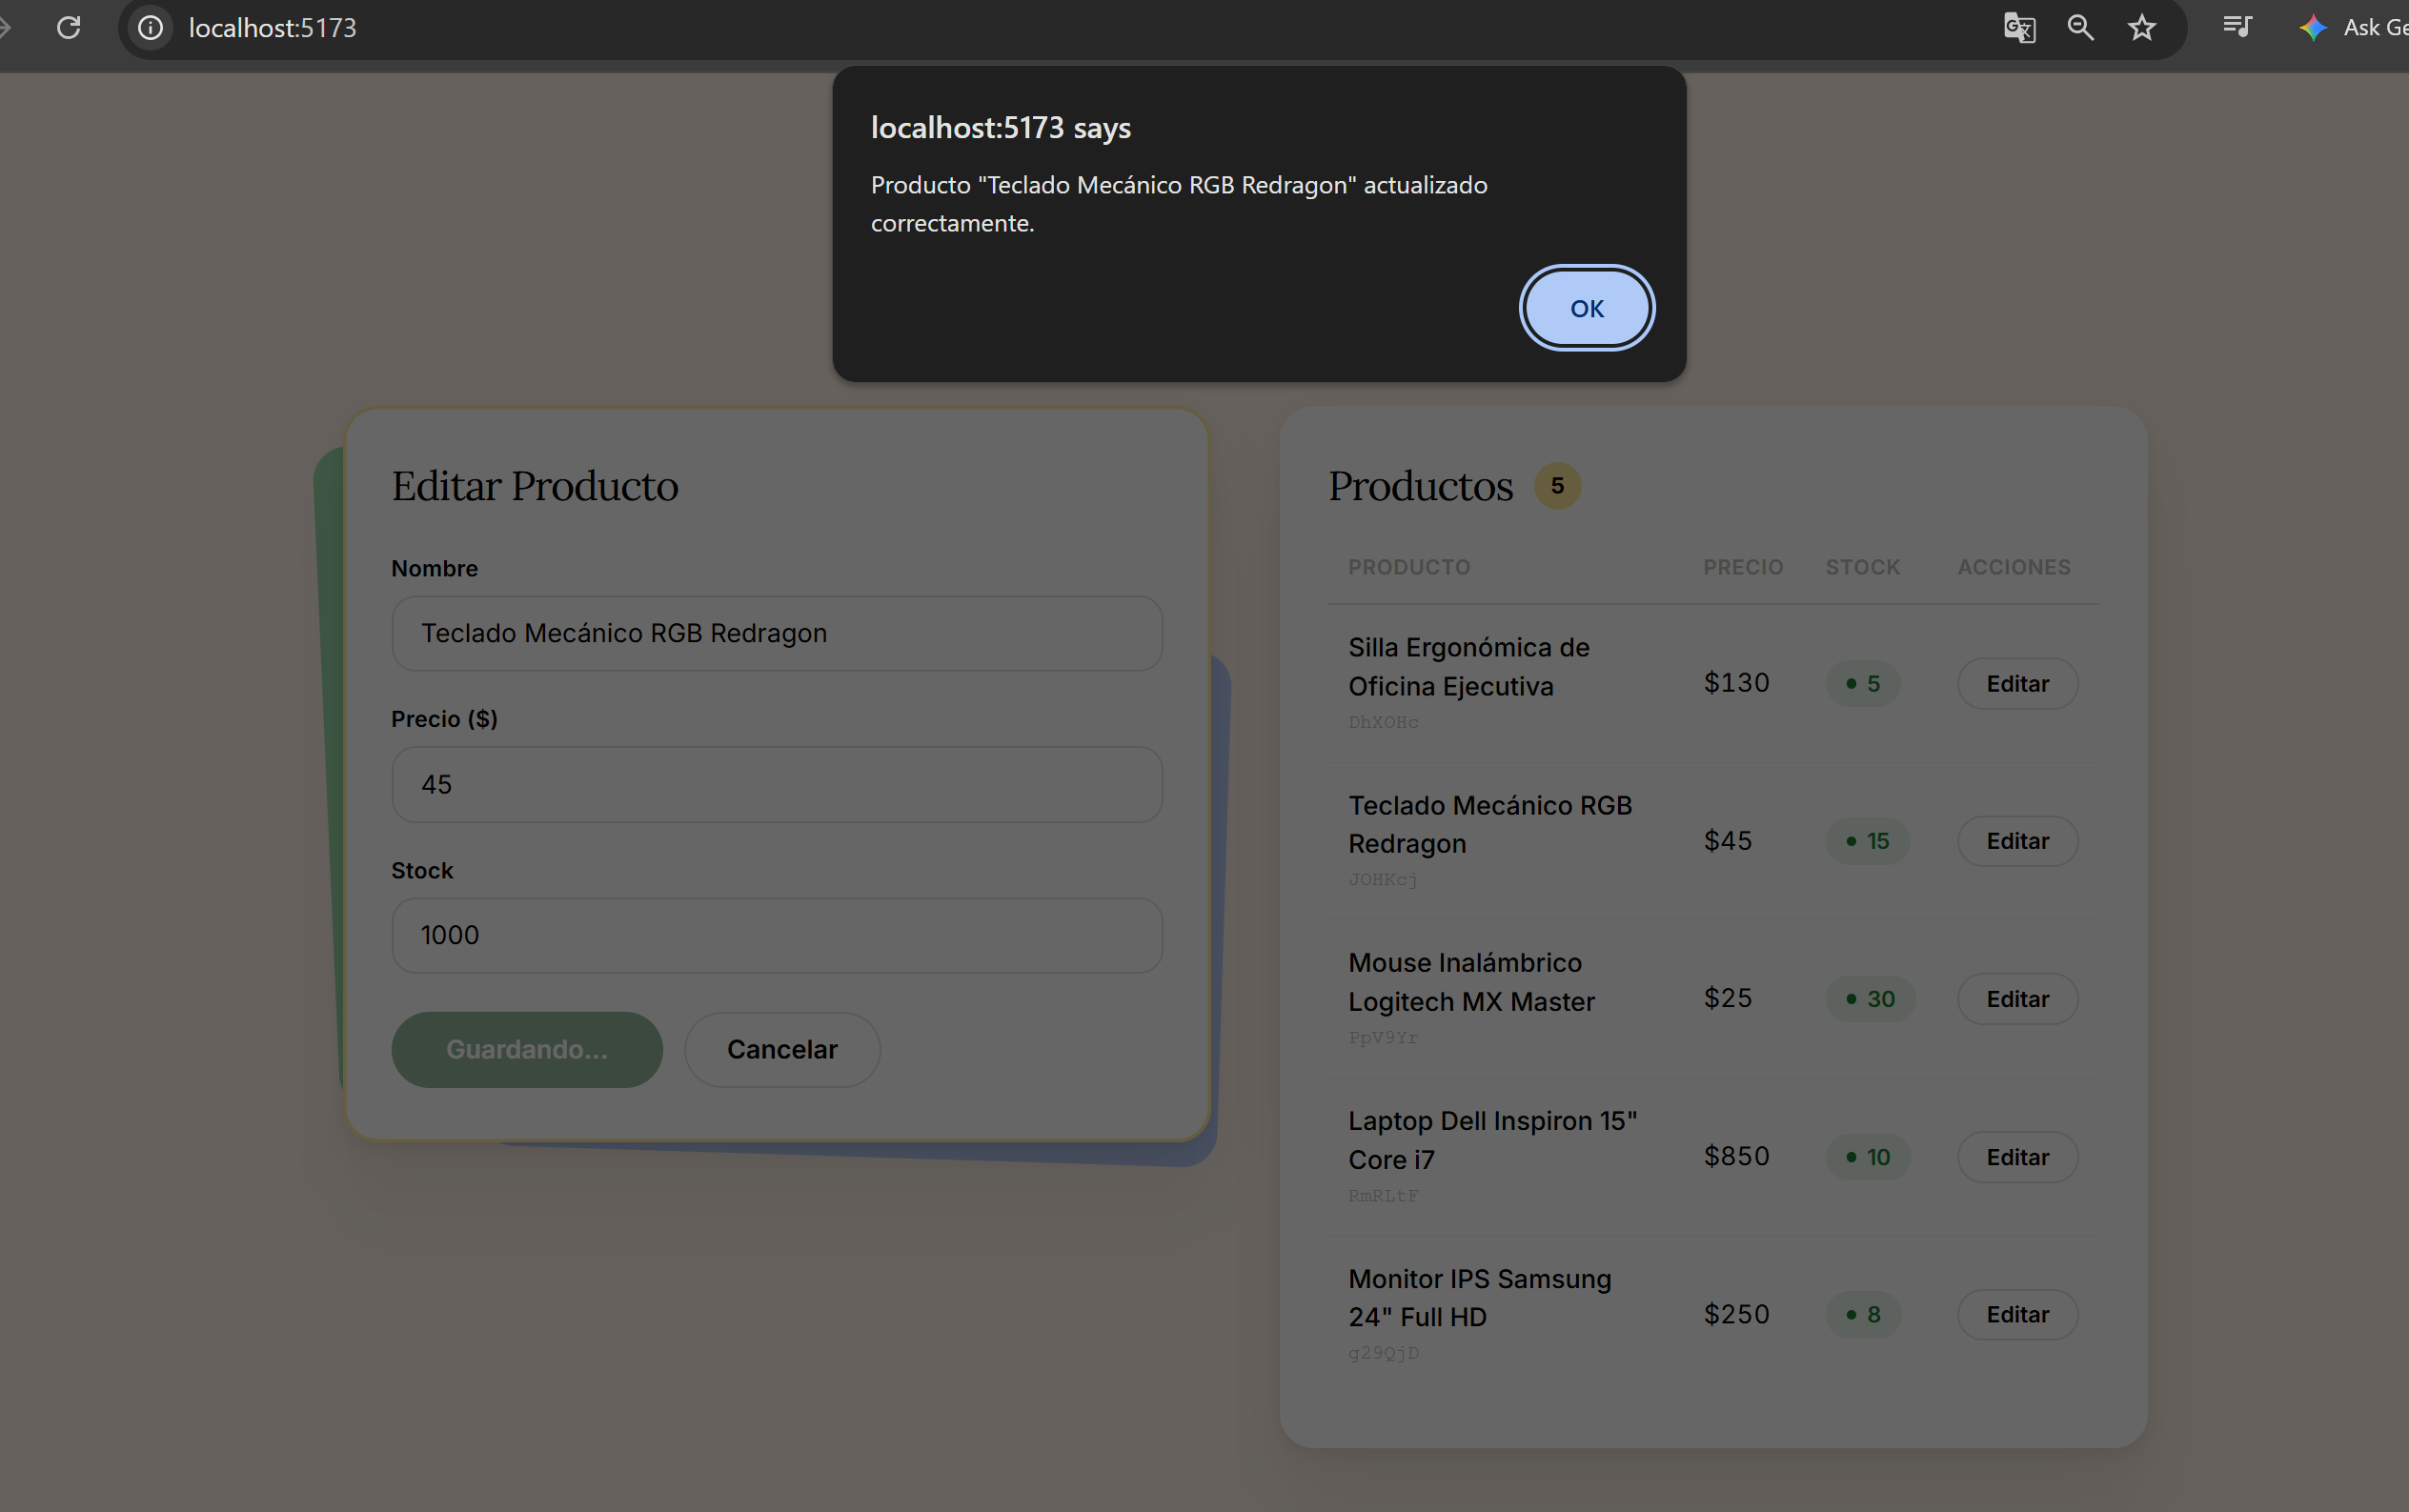 localhost:5173
Ask Ge
localhost:5173 says
Producto "Teclado Mecánico RGB Redragon" actualizado
correctamente.
OK
Editar Producto
Nombre
Teclado Mecánico RGB Redragon
Precio ($)
45
Stock
1000
Guardando...
Cancelar
Productos 5
PRODUCTO PRECIO STOCK ACCIONES
Silla Ergonómica de
Oficina Ejecutiva
DhXOHc
$130 5 Editar
Teclado Mecánico RGB
Redragon
JOHKcj
$45 15 Editar
Mouse Inalámbrico
Logitech MX Master
PpV9Yr
$25 30 Editar
Laptop Dell Inspiron 15"
Core i7
RmRLtF
$850 10 Editar
Monitor IPS Samsung
24" Full HD
g29QjD
$250 8 Editar